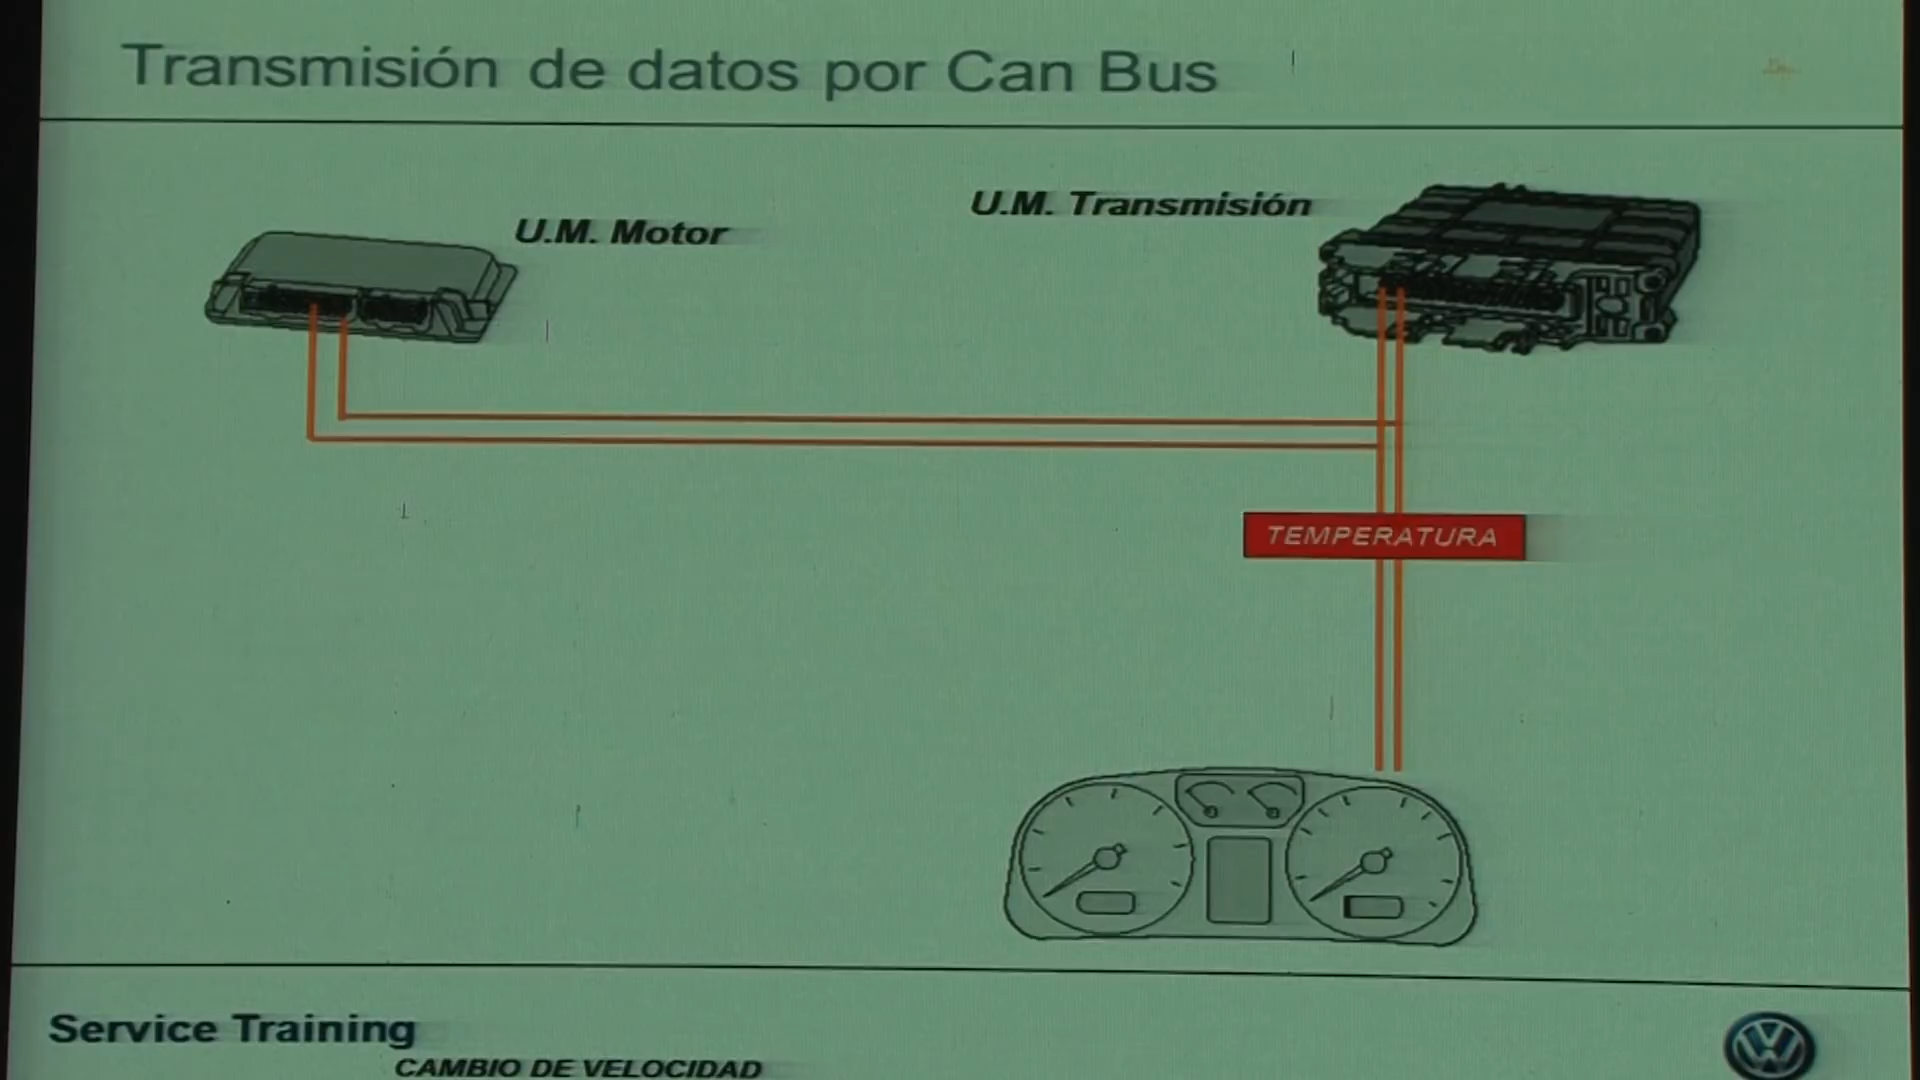 Transmisión de datos por Can Bus
U.M. Motor
U.M. Transmisión
TEMPERATURA
Service Training
CAMBIO DE VELOCIDAD